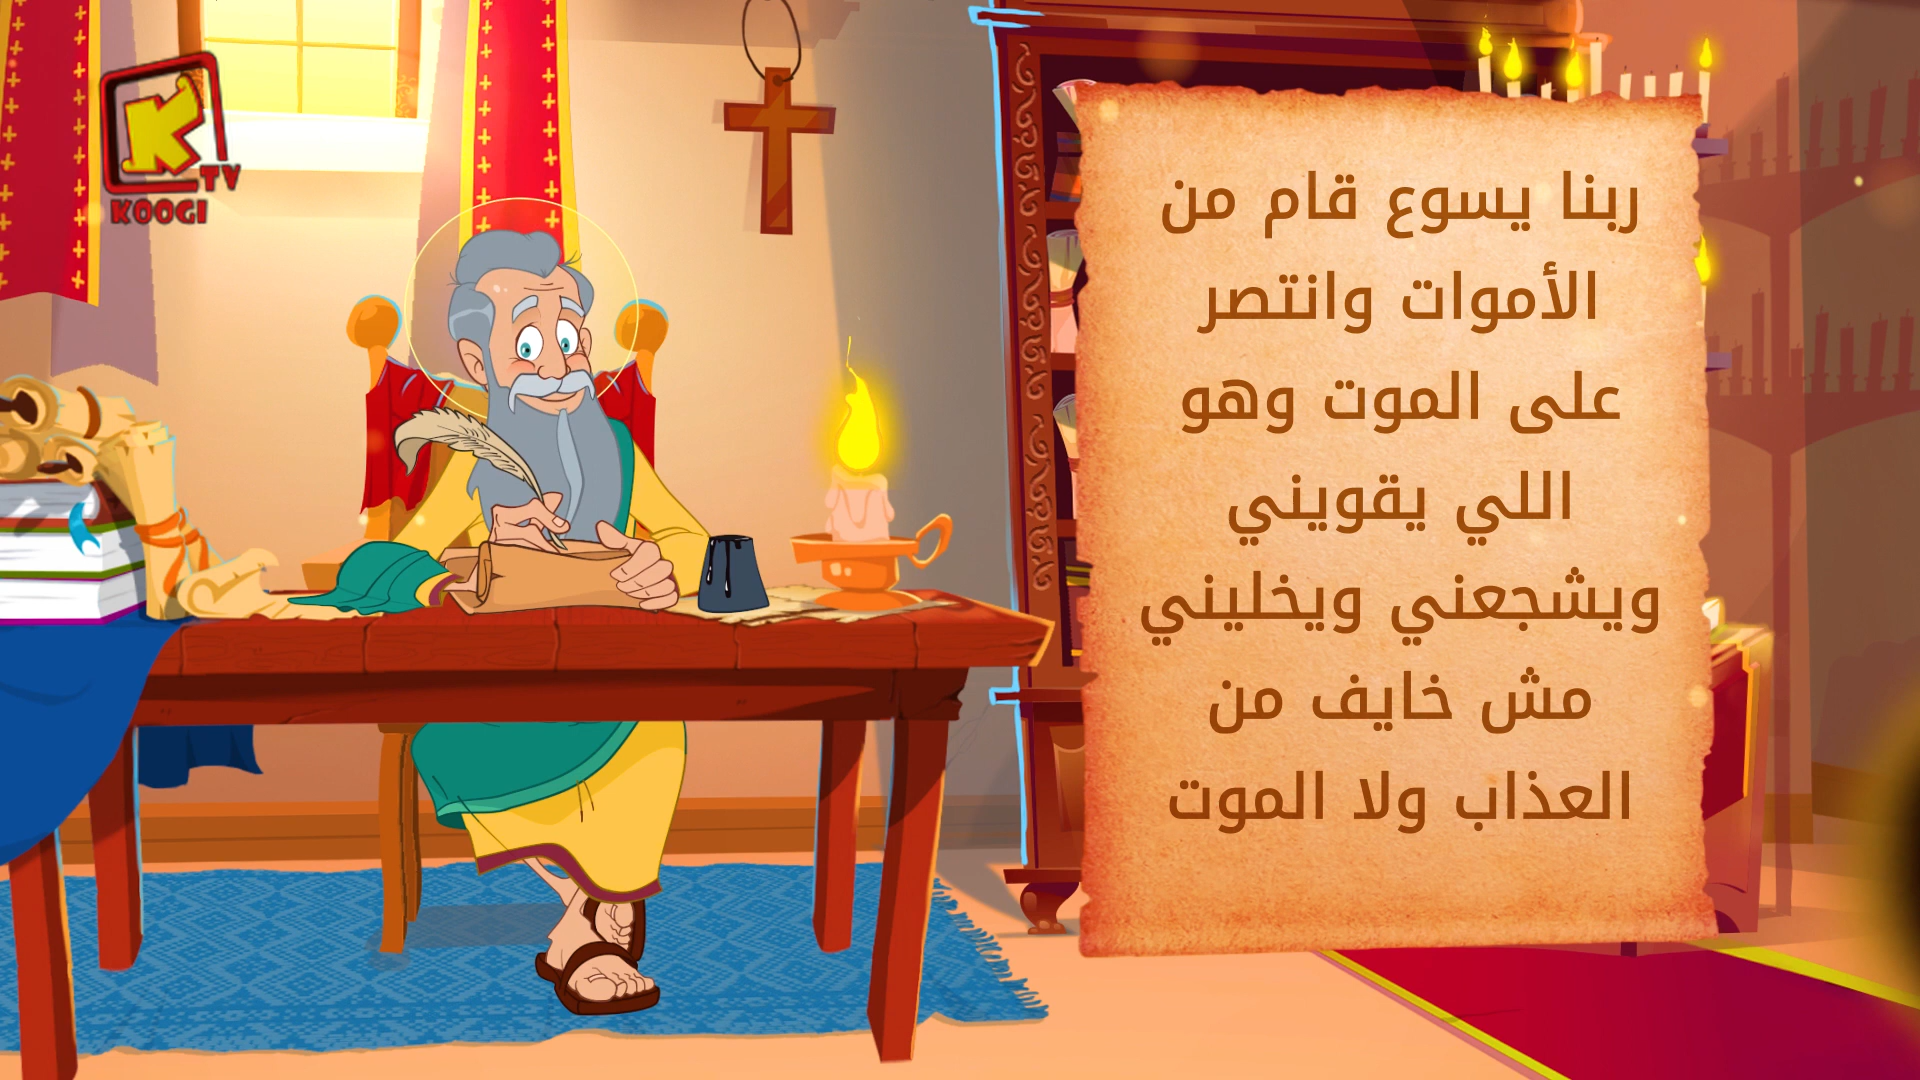 K TV
KOOGI
ربنا يسوع قام من
الأموات وانتصر
على الموت وهو
اللي يقويني
ويشجعني ويخليني
مش خايف من
العذاب ولا الموت